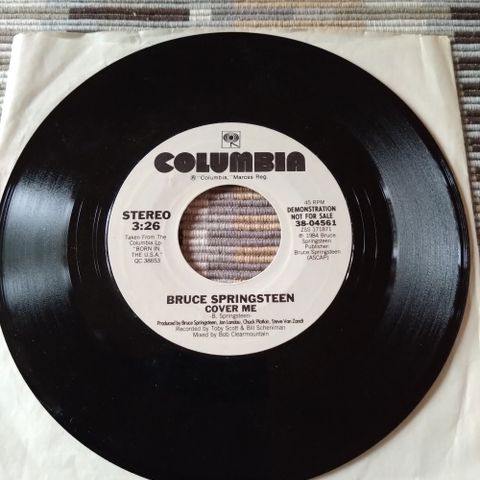 COLUMBIA
® "Columbia," Marcas Reg.
STEREO
3:26
Taken From The
Columbia Lp
"BORN IN
THE U.S.A."
QC 38653
45 RPM
DEMONSTRATION
NOT FOR SALE
38-04561
ZSS 171871
℗ 1984 Bruce
Springsteen
Publisher:
Bruce Springsteen
(ASCAP)
BRUCE SPRINGSTEEN
COVER ME
-B. Springsteen-
Produced by Bruce Springsteen, Jon Landau, Chuck Plotkin, Steve Van Zandt
Recorded by Toby Scott & Bill Scheniman
Mixed by Bob Clearmountain